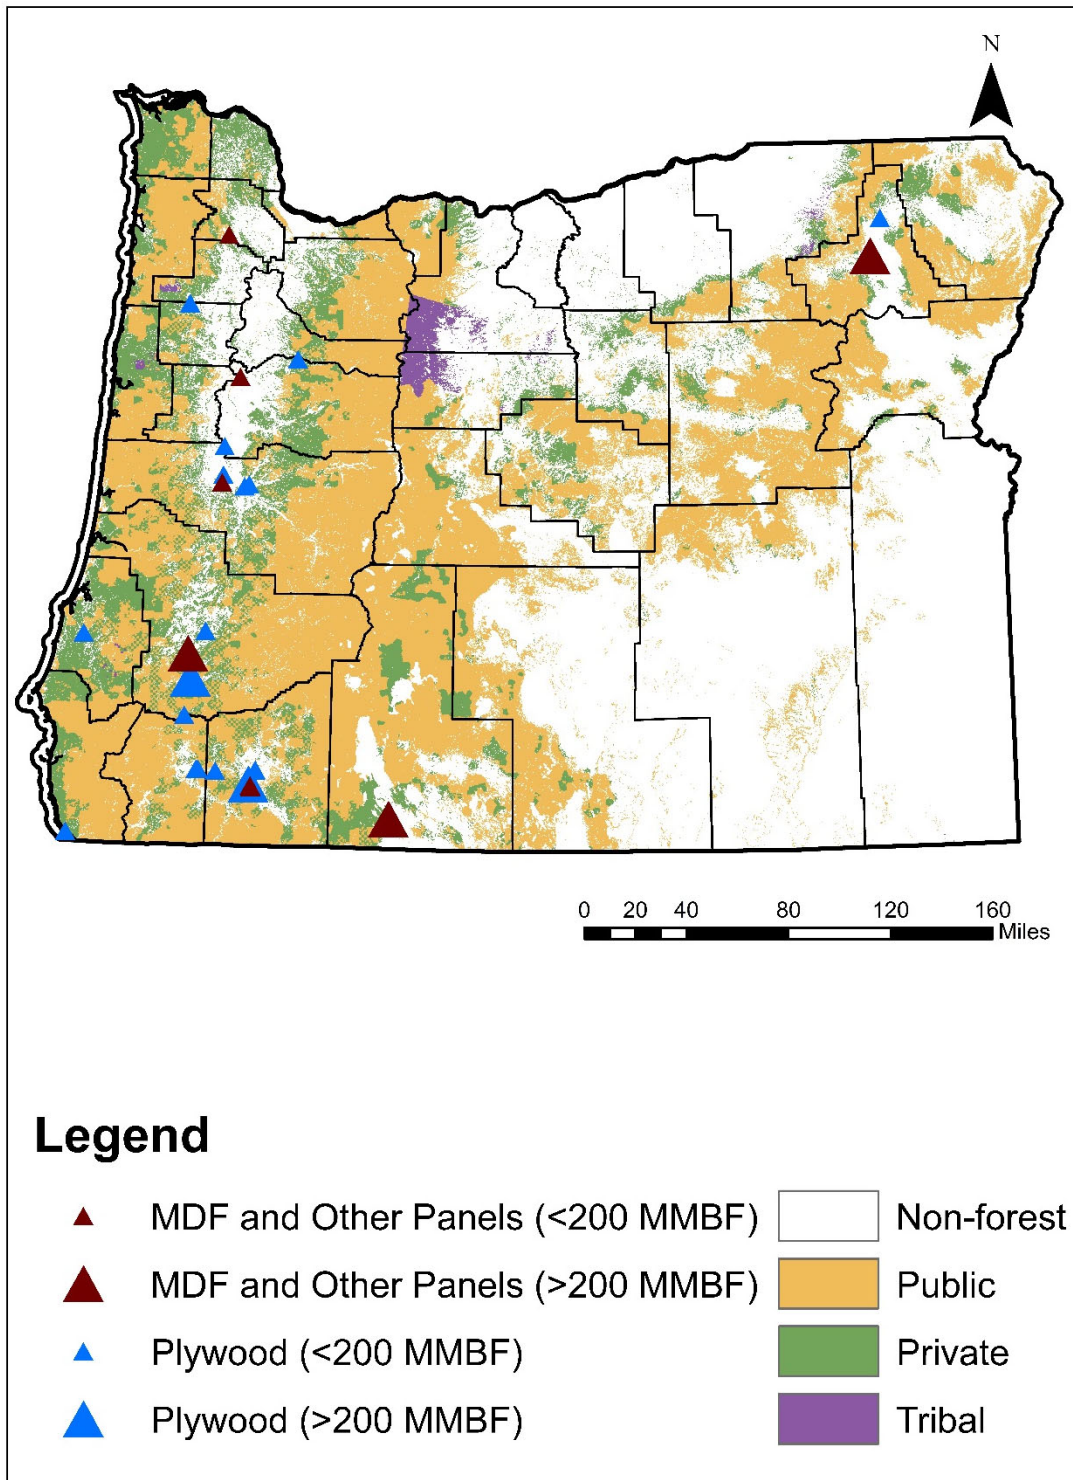 N
0 20 40 80 120 160
Miles
Legend
MDF and Other Panels (<200 MMBF)
MDF and Other Panels (>200 MMBF)
Plywood (<200 MMBF)
Plywood (>200 MMBF)
Non-forest
Public
Private
Tribal